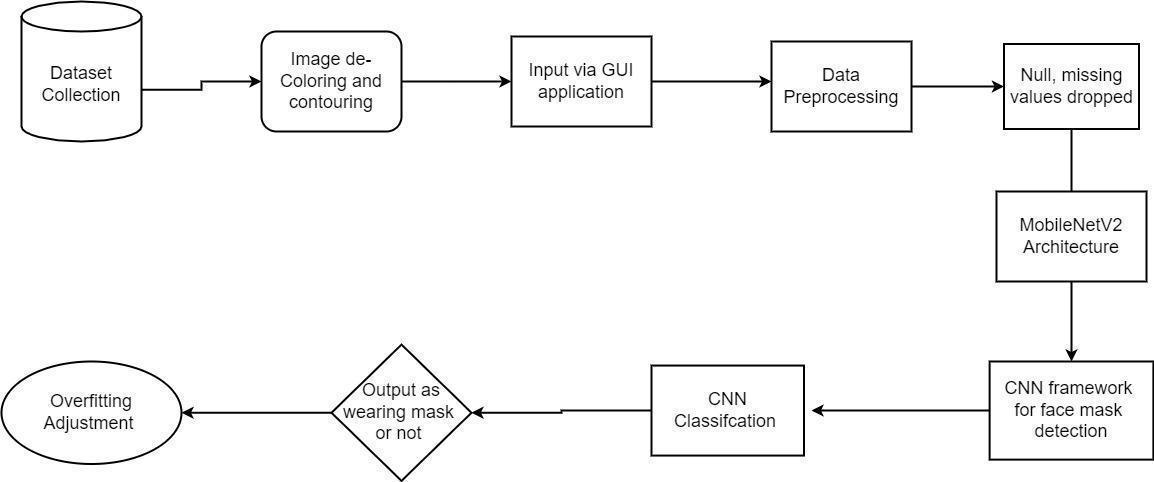 Dataset
Collection
Image de-
Coloring and
contouring
Input via GUI
application
Data
Preprocessing
Null, missing
values dropped
MobileNetV2
Architecture
CNN framework
for face mask
detection
CNN
Classifcation
Output as
wearing mask
or not
Overfitting
Adjustment